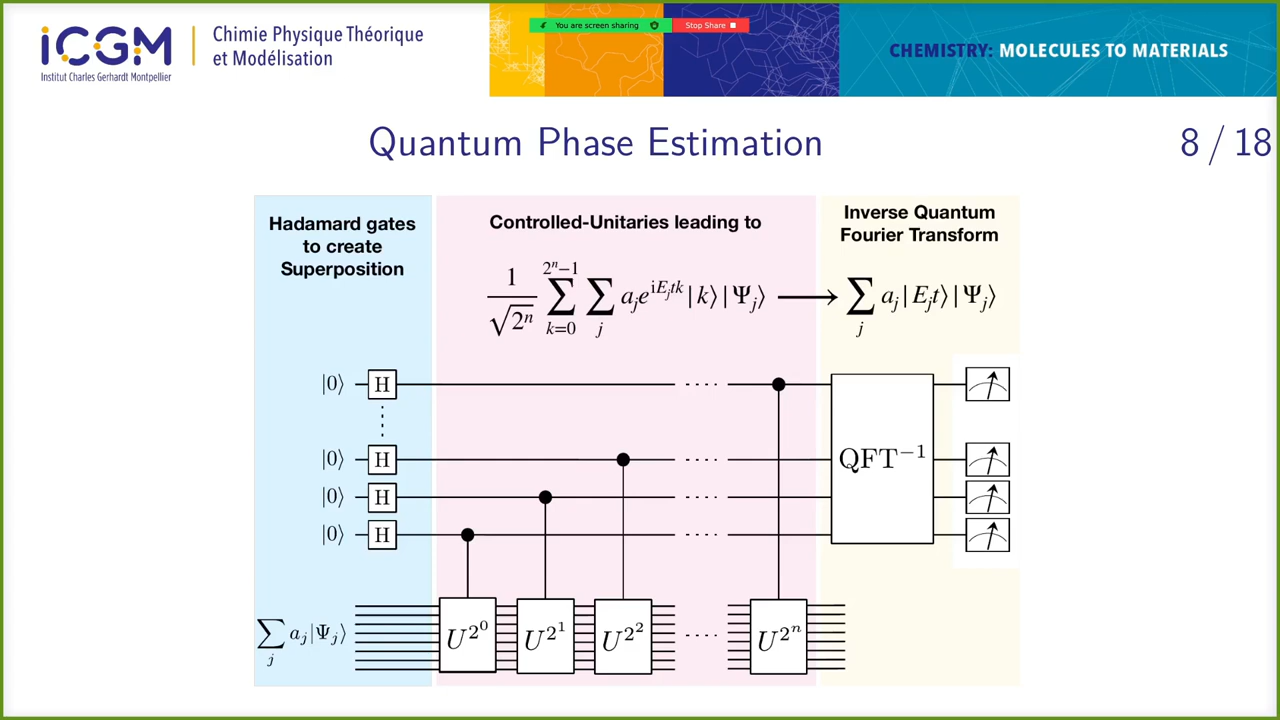 iCGM
Institut Charles Gerhardt Montpellier
Chimie Physique Théorique
et Modélisation
You are screen sharing
Stop Share
CHEMISTRY: MOLECULES TO MATERIALS
Quantum Phase Estimation
8 / 18
Hadamard gates
to create
Superposition
Controlled-Unitaries leading to
Inverse Quantum
Fourier Transform
1/√2ⁿ ∑_{k=0}^{2ⁿ−1} ∑_j a_j e^{iE_jtk} |k⟩|Ψ_j⟩ ⟶ ∑_j a_j|E_jt⟩|Ψ_j⟩
|0⟩ H
|0⟩ H
|0⟩ H
|0⟩ H
QFT⁻¹
∑_j a_j|Ψ_j⟩
U^{2^0} U^{2^1} U^{2^2} U^{2^n}